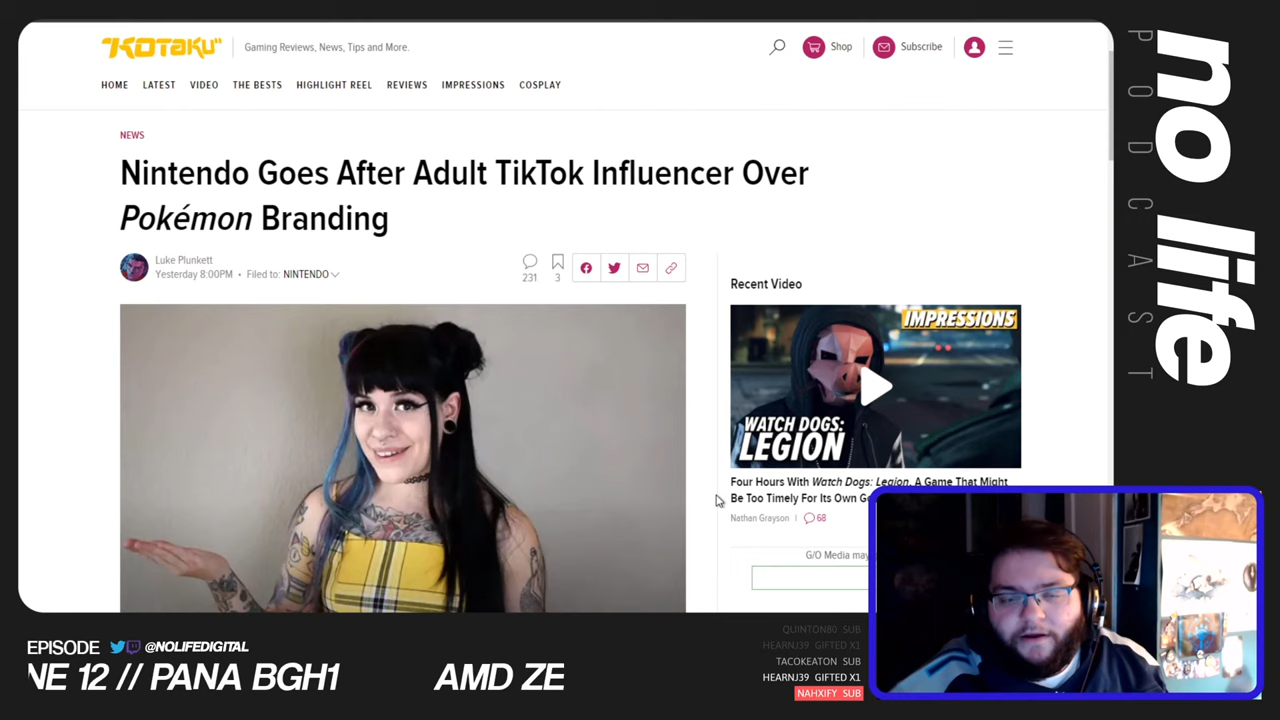 KOTaKU
Gaming Reviews, News, Tips and More.
Shop
Subscribe
HOME
LATEST
VIDEO
THE BESTS
HIGHLIGHT REEL
REVIEWS
IMPRESSIONS
COSPLAY
NEWS
Nintendo Goes After Adult TikTok Influencer Over
Pokémon Branding
Luke Plunkett
Yesterday 8:00PM • Filed to: NINTENDO
231
3
Recent Video
IMPRESSIONS
WATCH DOGS:
LEGION
Four Hours With Watch Dogs: Legion, A Game That Might
Be Too Timely For Its Own Go
Nathan Grayson
68
G/O Media may
no life
PODCAST
EPISODE
@NOLIFEDIGITAL
NE 12 // PANA BGH1
AMD ZE
QUINTON80 SUB
HEARNJ39 GIFTED X1
TACOKEATON SUB
HEARNJ39 GIFTED X1
NAHXIFY SUB